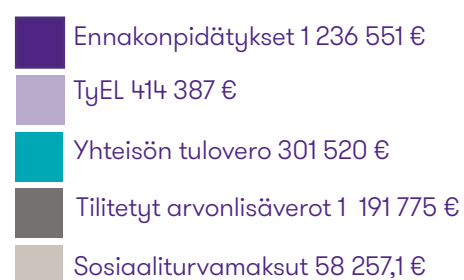 Ennakonpidätykset 1 236 551 €
TyEL 414 387 €
Yhteisön tulovero 301 520 €
Tilitetyt arvonlisäverot 1 191 775 €
Sosiaaliturvamaksut 58 257,1 €